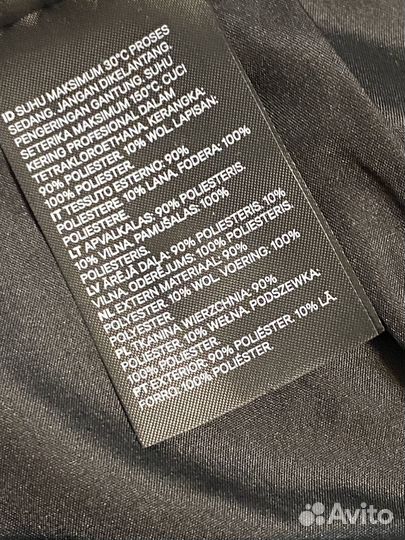 ID SUHU MAKSIMUM 30°C PROSES
SEDANG. JANGAN DIKELANTANG.
PENGERINGAN GANTUNG. SUHU
SETERIKA MAKSIMUM 150°C. CUCI
KERING PROFESIONAL DALAM
TETRAKLOROETHANA. KERANGKA:
90% POLIESTER. 10% WOL. LAPISAN:
100% POLIESTER.
IT TESSUTO ESTERNO: 90%
POLIESTERE. 10% LANA. FODERA: 100%
POLIESTERE.
LT APVALKALAS: 90% POLIESTERIS.
10% VILNA. PAMUŠALAS: 100%
POLIESTERIS.
LV ĀRĒJĀ DAĻA: 90% POLIESTERIS. 10%
VILNA. ODERĒJUMS: 100% POLIESTERIS.
NL EXTERN MATERIAAL: 90%
POLYESTER. 10% WOL. VOERING: 100%
POLYESTER.
PL TKANINA WIERZCHNIA: 90%
POLIESTER. 10% WEŁNA. PODSZEWKA:
100% POLIESTER.
PT EXTERIOR: 90% POLIÉSTER. 10% LÃ.
FORRO: 100% POLIÉSTER.
Avito